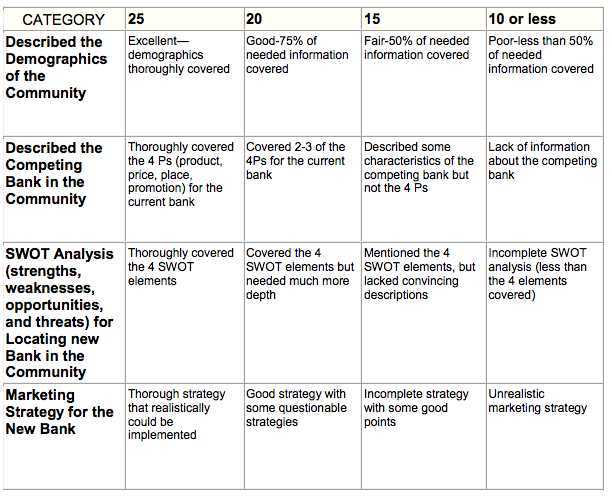 CATEGORY 25 20 15 10 or less
Described the
Demographics
of the
Community
Excellent—
demographics
thoroughly covered
Good-75% of
needed information
covered
Fair-50% of needed
information covered
Poor-less than 50%
of needed
information covered
Described the
Competing
Bank in the
Community
Thoroughly covered
the 4 Ps (product,
price, place,
promotion) for the
current bank
Covered 2-3 of the
4Ps for the current
bank
Described some
characteristics of the
competing bank but
not the 4 Ps
Lack of information
about the competing
bank
SWOT Analysis
(strengths,
weaknesses,
opportunities,
and threats) for
Locating new
Bank in the
Community
Thoroughly covered
the 4 SWOT
elements
Covered the 4
SWOT elements but
needed much more
depth
Mentioned the 4
SWOT elements, but
lacked convincing
descriptions
Incomplete SWOT
analysis (less than
the 4 elements
covered)
Marketing
Strategy for the
New Bank
Thorough strategy
that realistically
could be
implemented
Good strategy with
some questionable
strategies
Incomplete strategy
with some good
points
Unrealistic
marketing strategy